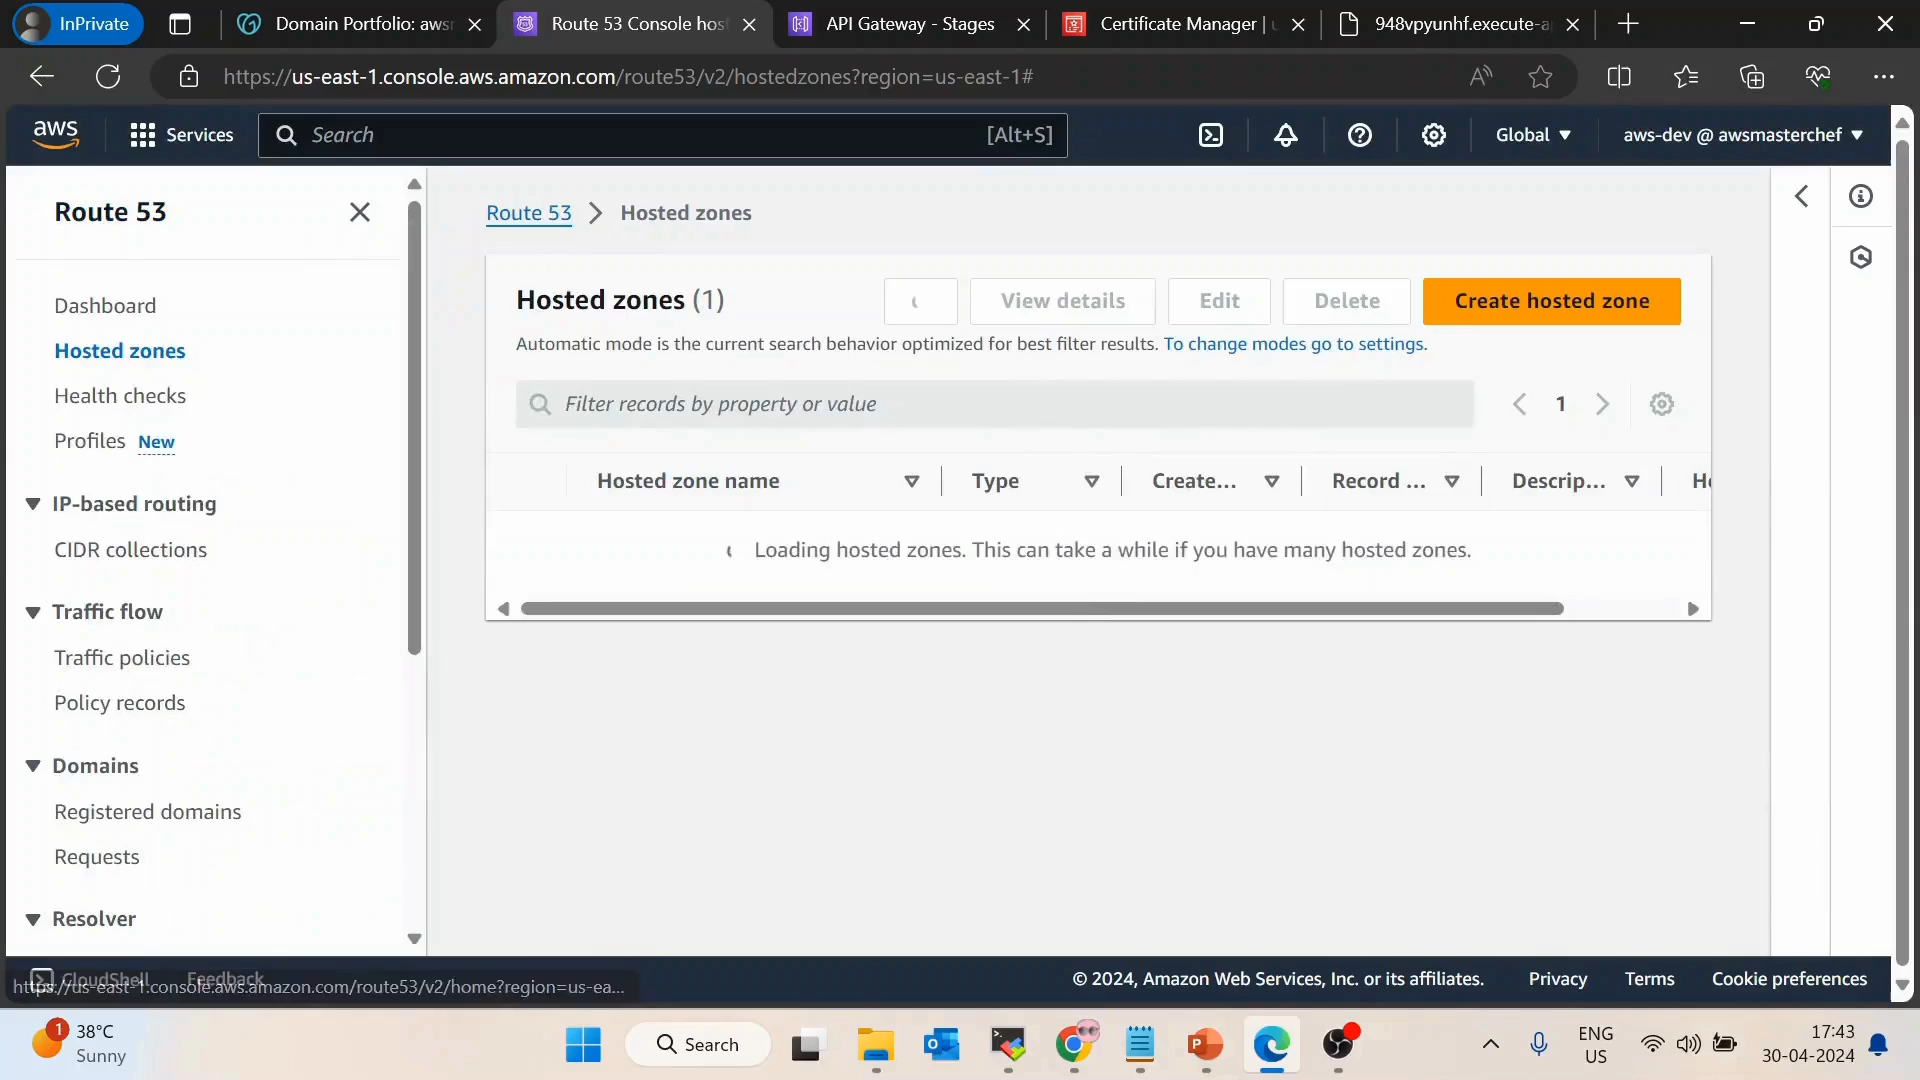 InPrivate
Domain Portfolio: awsr
Route 53 Console hos
API Gateway - Stages
Certificate Manager |
948vpyunhf.execute-a
https://us-east-1.console.aws.amazon.com/route53/v2/hostedzones?region=us-east-1#
aws
Services
Search
[Alt+S]
Global
aws-dev @ awsmasterchef
Route 53
Dashboard
Hosted zones
Health checks
Profiles New
IP-based routing
CIDR collections
Traffic flow
Traffic policies
Policy records
Domains
Registered domains
Requests
Resolver
Route 53 > Hosted zones
Hosted zones (1)
View details
Edit
Delete
Create hosted zone
Automatic mode is the current search behavior optimized for best filter results. To change modes go to settings.
Filter records by property or value
1
Hosted zone name
Type
Create...
Record ...
Descrip...
Ho
Loading hosted zones. This can take a while if you have many hosted zones.
CloudShell
Feedback
https://us-east-1.console.aws.amazon.com/route53/v2/home?region=us-ea...
© 2024, Amazon Web Services, Inc. or its affiliates.
Privacy
Terms
Cookie preferences
1
38°C
Sunny
Search
ENG
US
17:43
30-04-2024